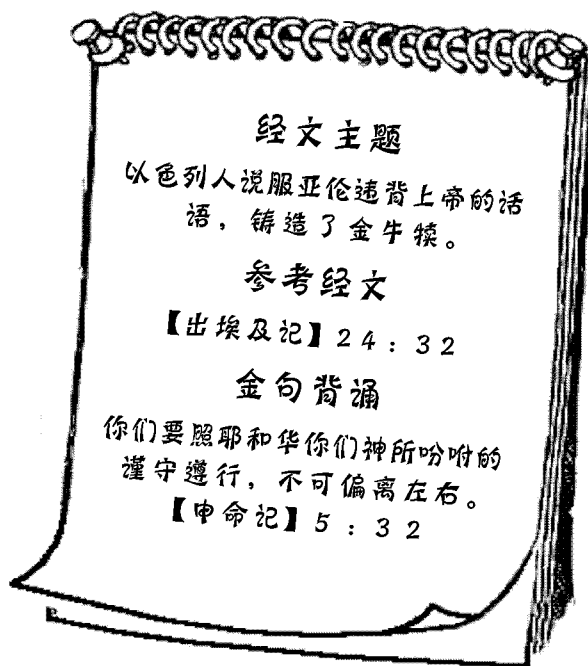 经文主题
以色列人说服亚伦违背上帝的话
语，铸造了金牛犊。
参考经文
【出埃及记】24：32
金句背诵
你们要照耶和华你们神所吩咐的
谨守遵行，不可偏离左右。
【申命记】5：32